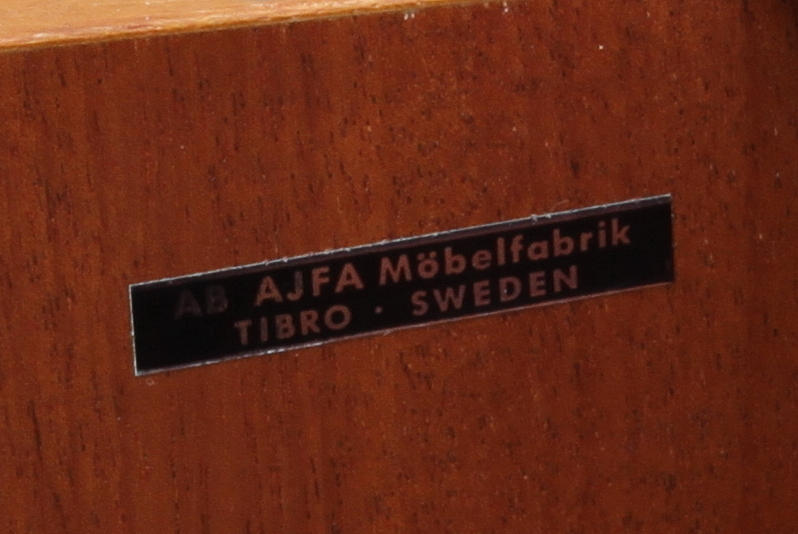 AB AJFA Möbelfabrik
TIBRO · SWEDEN